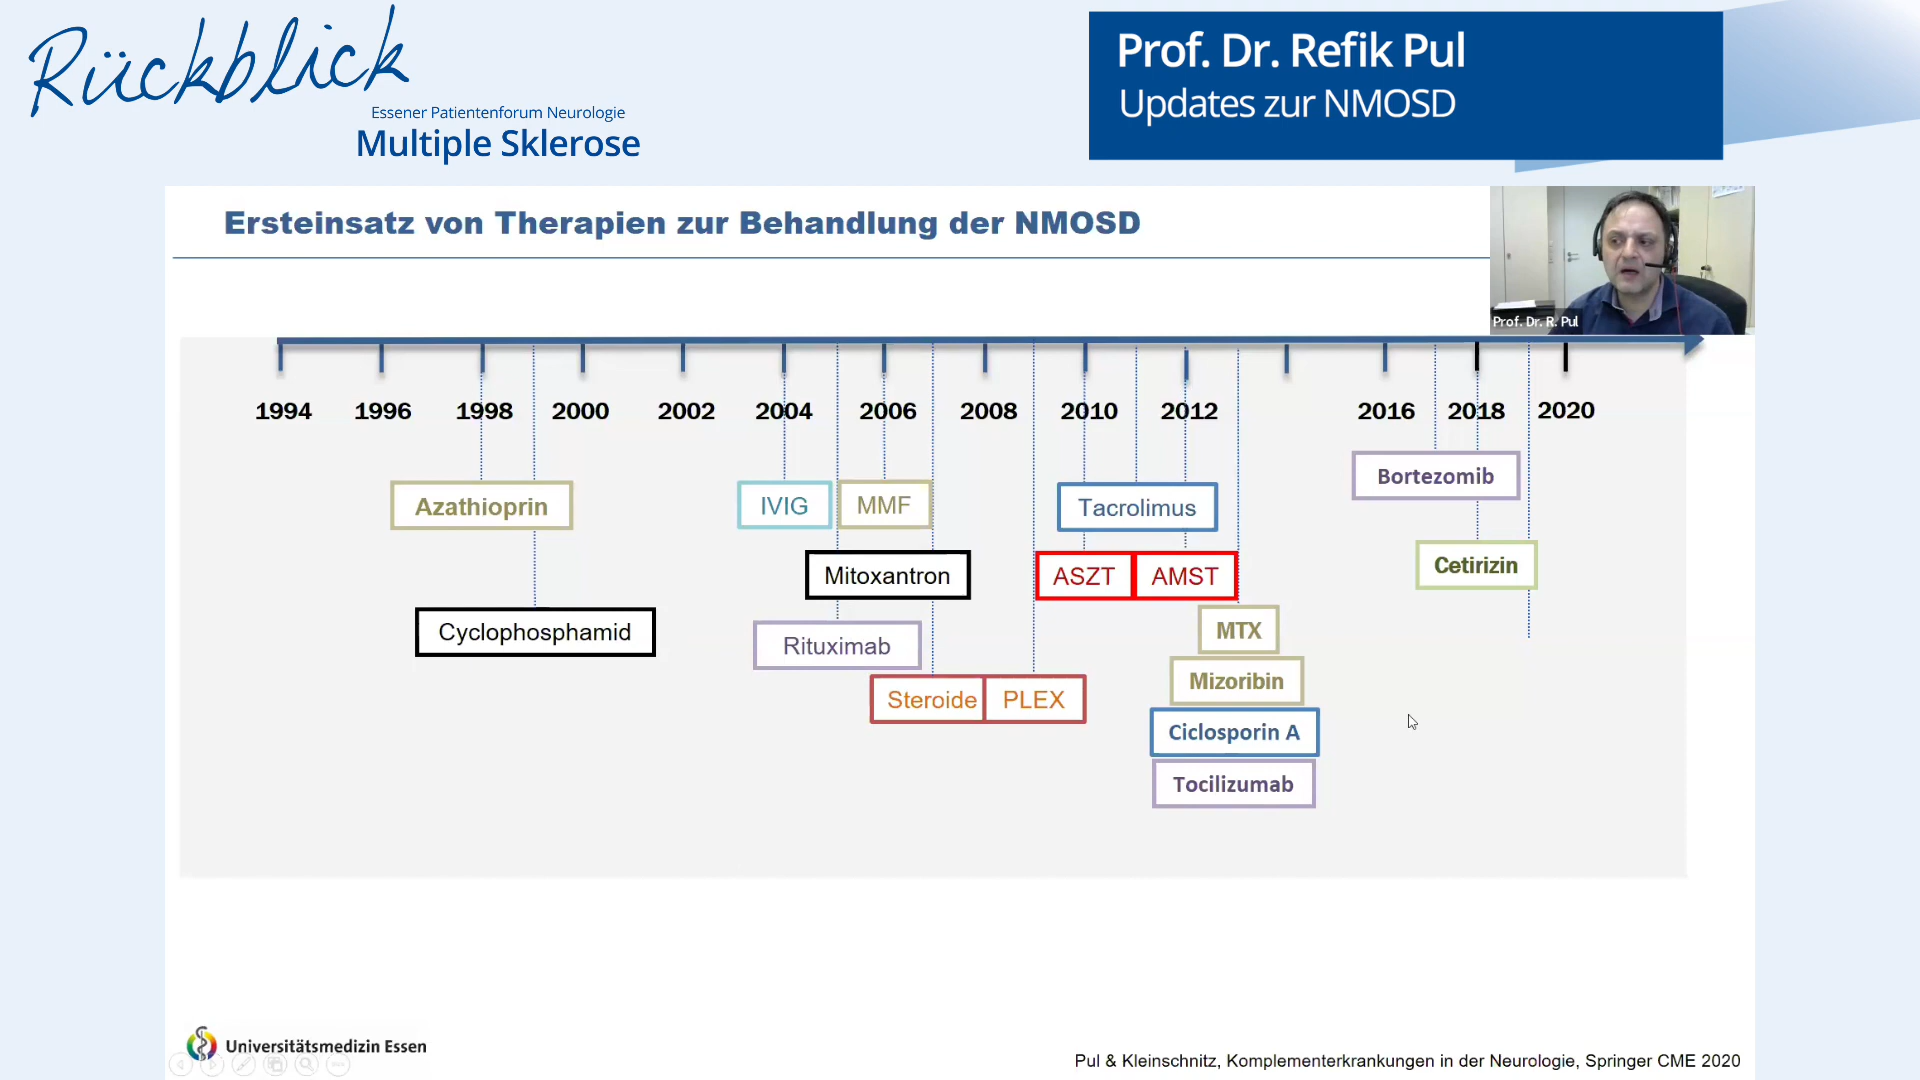 Rückblick
Essener Patientenforum Neurologie
Multiple Sklerose
Prof. Dr. Refik Pul
Updates zur NMOSD
Ersteinsatz von Therapien zur Behandlung der NMOSD
Prof. Dr. R. Pul
1994 1996 1998 2000 2002 2004 2006 2008 2010 2012 2016 2018 2020
Bortezomib
Azathioprin IVIG MMF Tacrolimus
Cetirizin
Mitoxantron ASZT AMST
Cyclophosphamid MTX
Rituximab
Mizoribin
Steroide PLEX
Ciclosporin A
Tocilizumab
Universitätsmedizin Essen
Pul & Kleinschnitz, Komplementerkrankungen in der Neurologie, Springer CME 2020